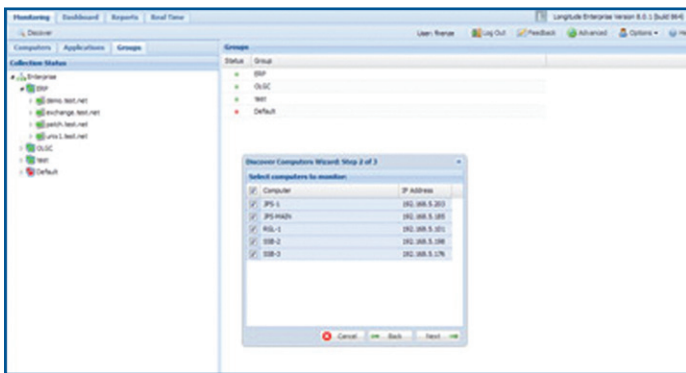 Monitoring Dashboard Reports Real Time Longitude Enterprise Version 8.0.1 (build 864)
Discover User: Log Out Feedback Advanced Options
Computers Applications Groups Groups
Collection Status Status Group
Enterprise ERP
ERP OLGC
demo.test.net test
exchange.test.net Default
patch.test.net
unix1.test.net
OLGC
test
Default
Discover Computers Wizard: Step 2 of 3
Select computers to monitor:
Computer IP Address
JPS-1 192.168.5.203
JPS-MAIN 192.168.5.185
RGL-1 192.168.5.101
SSB-2 192.168.5.198
SSB-3 192.168.5.176
Cancel Back Next